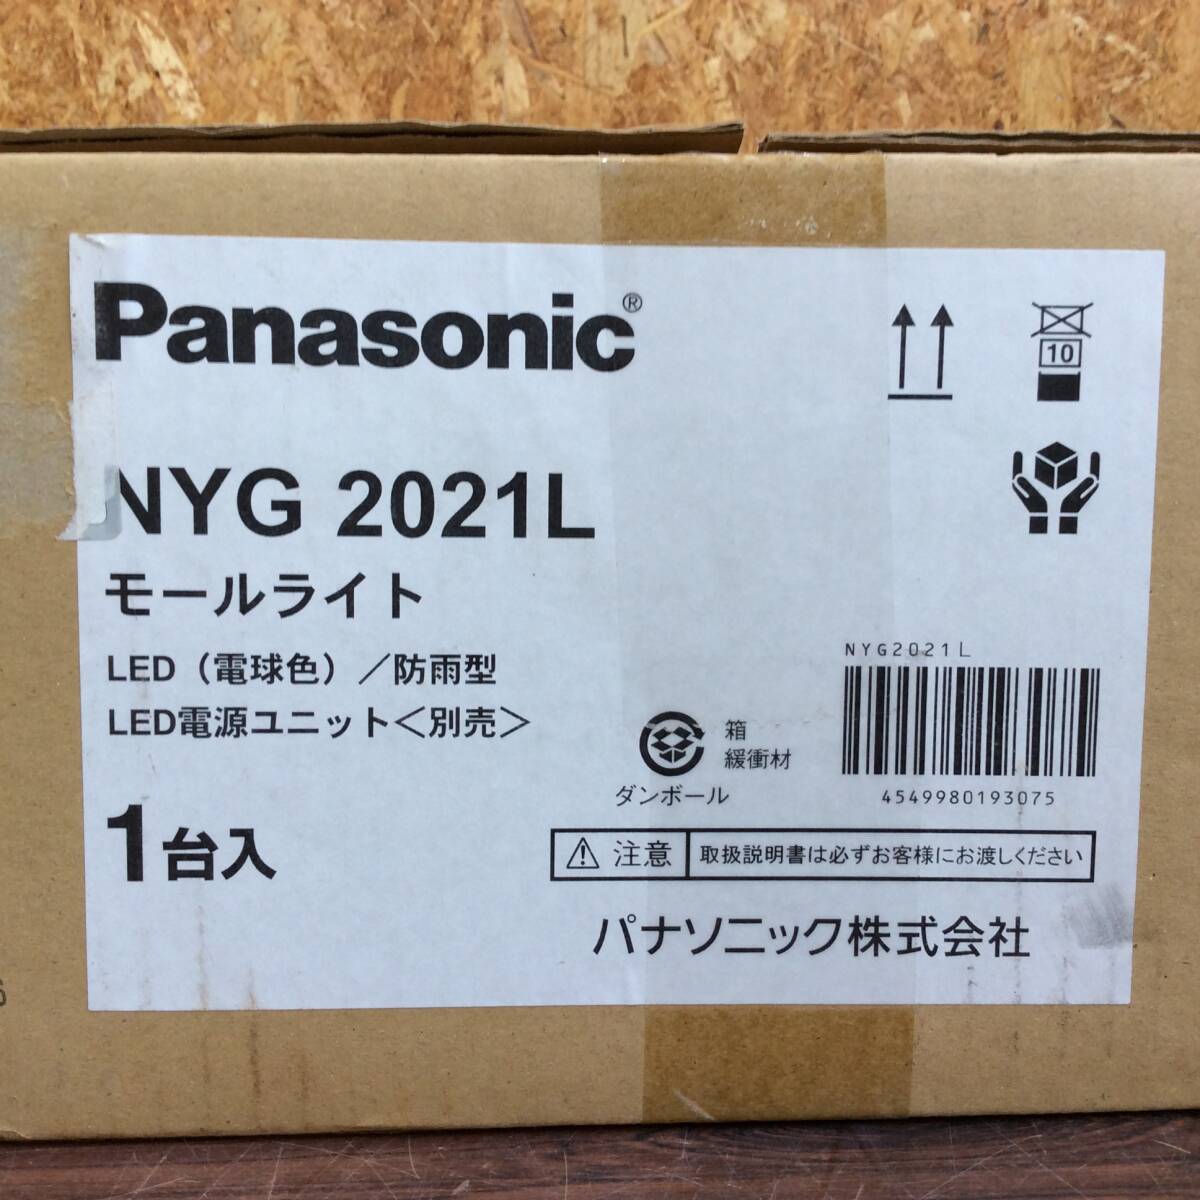 Panasonic®
10
NYG 2021L
モールライト
LED（電球色）／防雨型
LED電源ユニット＜別売＞
1台入
箱
緩衝材
ダンボール
NYG2021L
4549980193075
注意 取扱説明書は必ずお客様にお渡しください
パナソニック株式会社